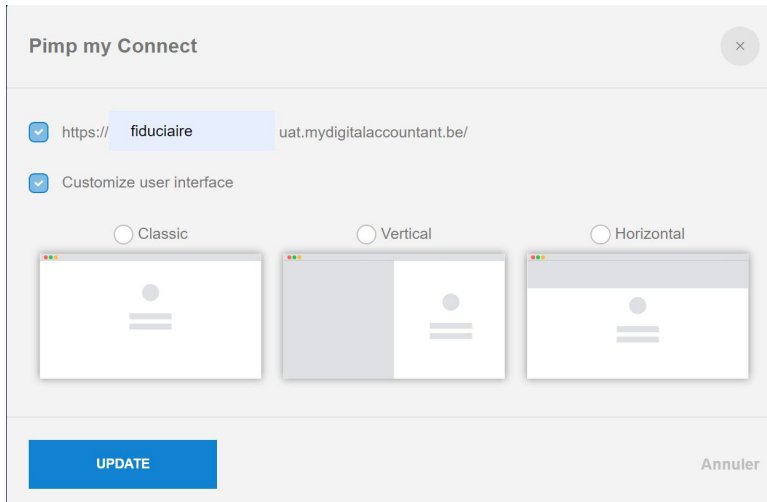 Pimp my Connect
https:// fiduciaire uat.mydigitalaccountant.be/
Customize user interface
Classic Vertical Horizontal
UPDATE Annuler